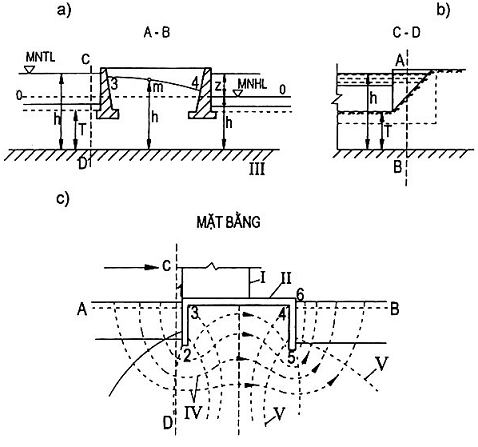 a)
A - B
b)
C - D
MNTL
C
3
4
m
z
MNHL
0
0
h
T
h
h
D
III
A
h
T
B
c)
MẶT BẰNG
C
I
II
6
A
3
4
B
2
5
IV
V
V
D